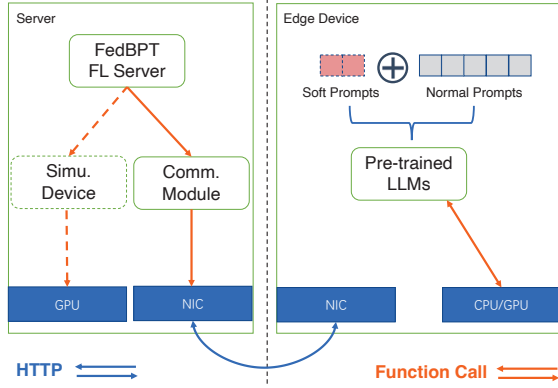 Server
FedBPT
FL Server
Simu.
Device
Comm.
Module
GPU
NIC
HTTP
Edge Device
Soft Prompts
Normal Prompts
Pre-trained
LLMs
NIC
CPU/GPU
Function Call